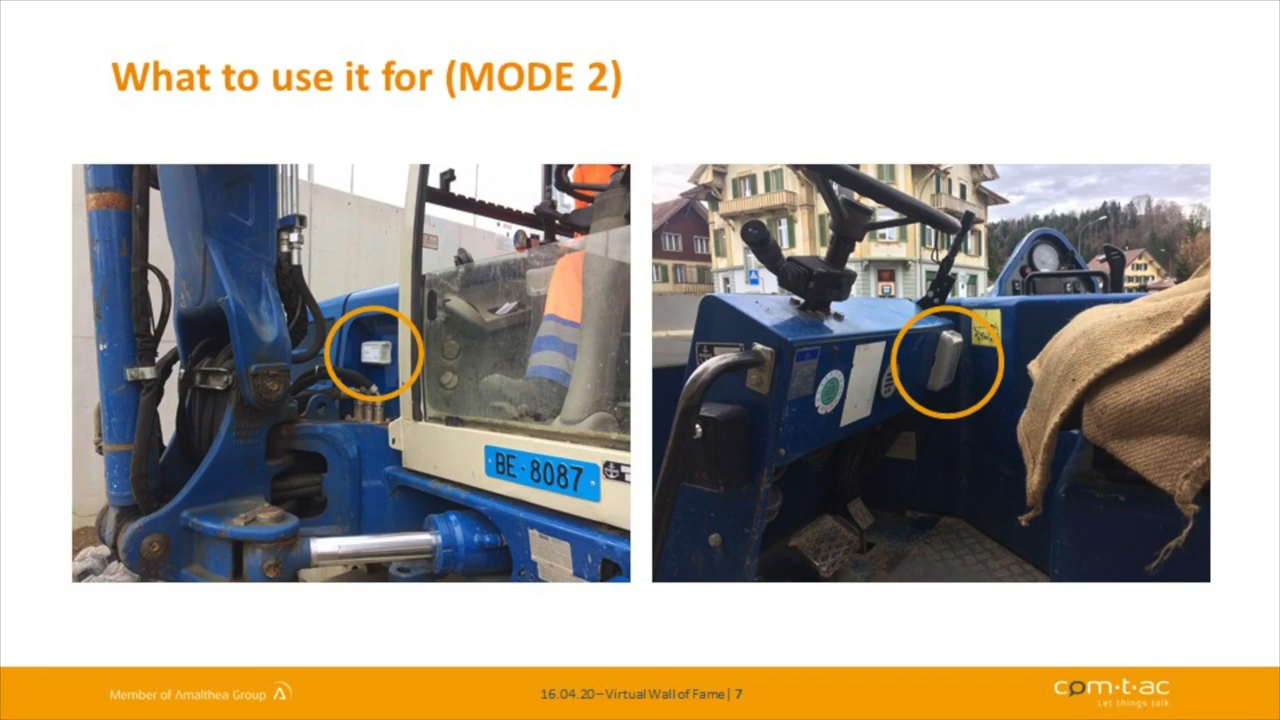 What to use it for (MODE 2)
BE·8087
Member of Amalthea Group
16.04.20 – Virtual Wall of Fame | 7
com·t·ac
Let things talk.